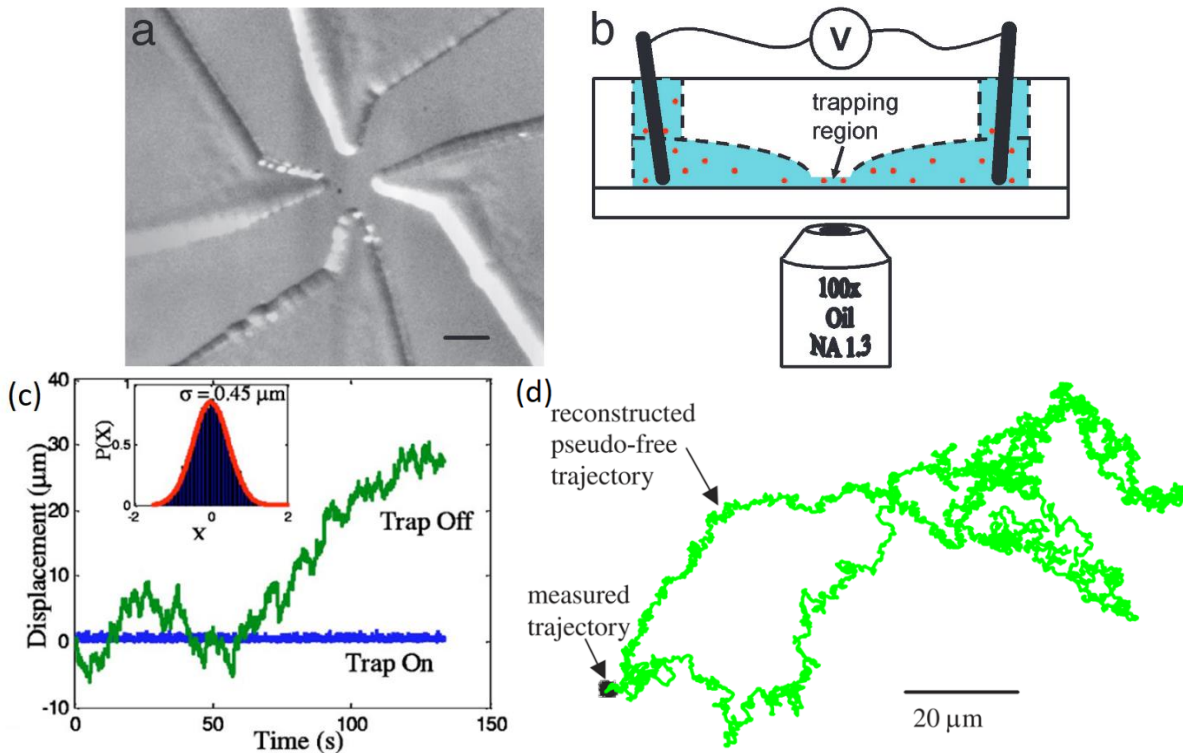 a
b
V
trapping
region
100x
Oil
NA 1.3
(c)
40
30
20
10
0
-10
Displacement (μm)
0
50
100
150
Time (s)
Trap Off
Trap On
σ = 0.45 μm
P(X)
0.5
0
-2
0
2
x
(d)
reconstructed
pseudo-free
trajectory
measured
trajectory
20 μm